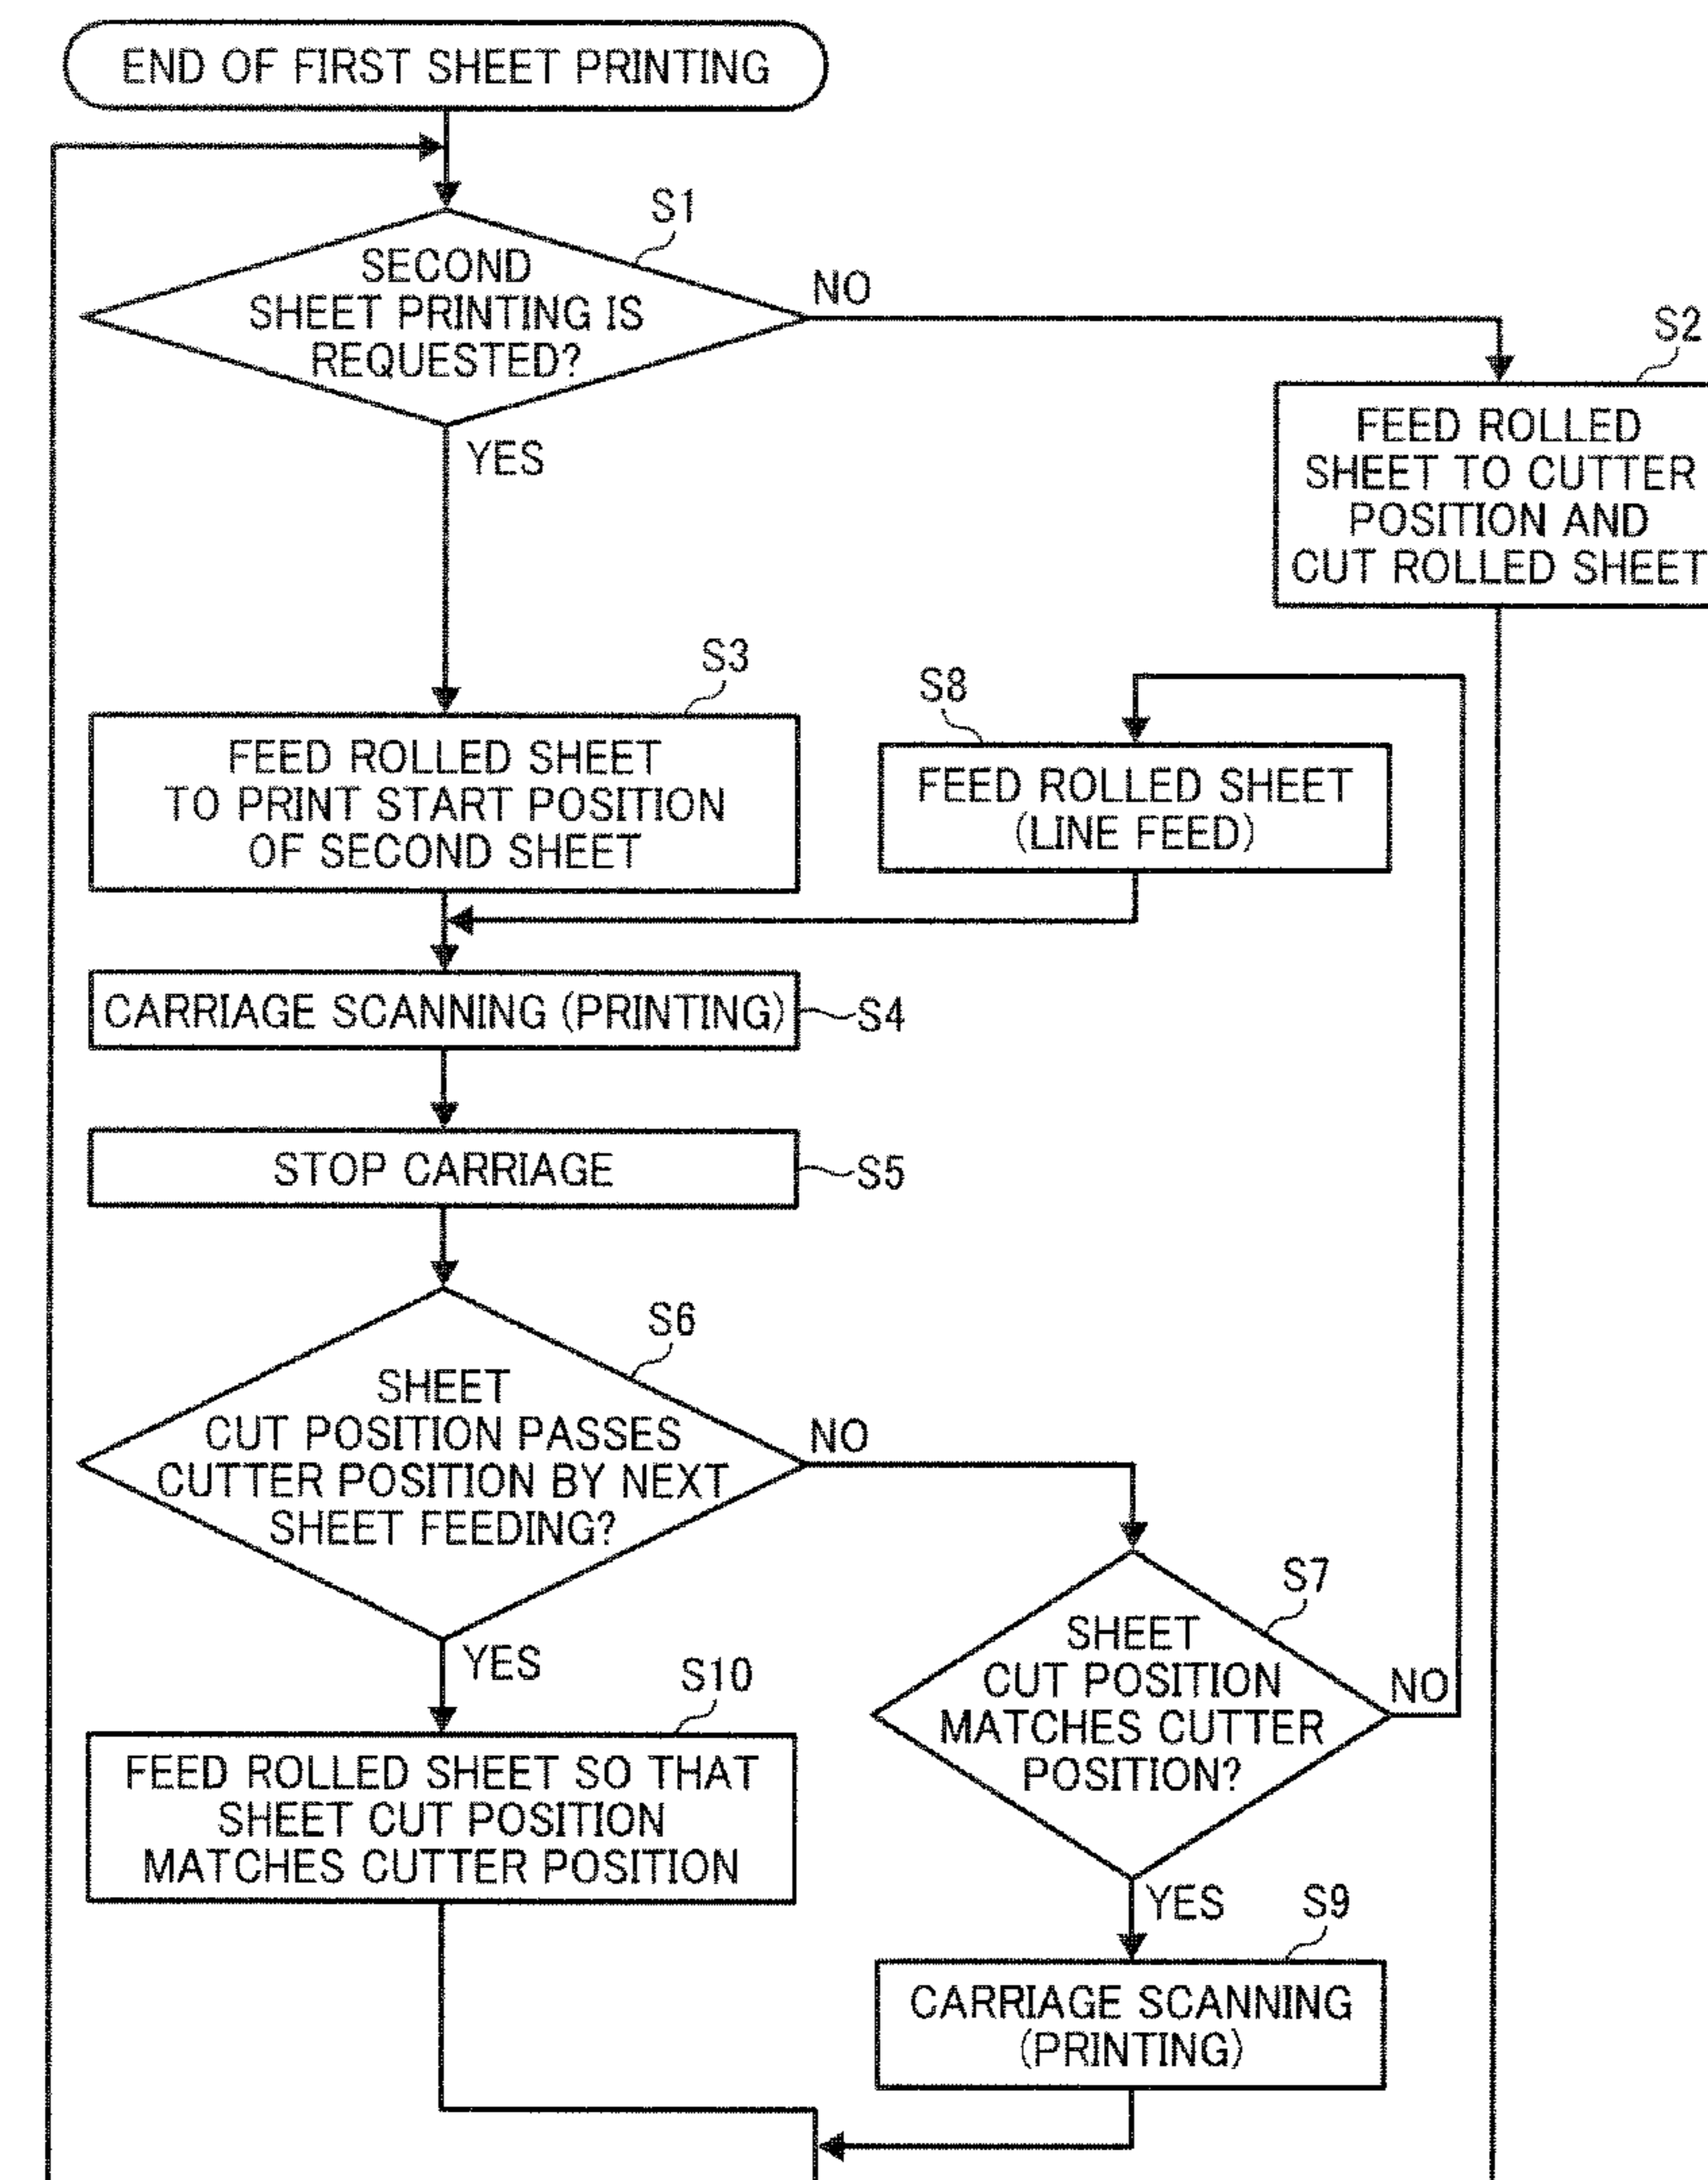 END OF FIRST SHEET PRINTING
S1
SECOND
SHEET PRINTING IS
REQUESTED?
NO
YES
S2
FEED ROLLED
SHEET TO CUTTER
POSITION AND
CUT ROLLED SHEET
S3
FEED ROLLED SHEET
TO PRINT START POSITION
OF SECOND SHEET
S8
FEED ROLLED SHEET
(LINE FEED)
CARRIAGE SCANNING (PRINTING)
S4
STOP CARRIAGE
S5
S6
SHEET
CUT POSITION PASSES
CUTTER POSITION BY NEXT
SHEET FEEDING?
NO
YES
S7
SHEET
CUT POSITION
MATCHES CUTTER
POSITION?
NO
YES
S10
FEED ROLLED SHEET SO THAT
SHEET CUT POSITION
MATCHES CUTTER POSITION
S9
CARRIAGE SCANNING
(PRINTING)